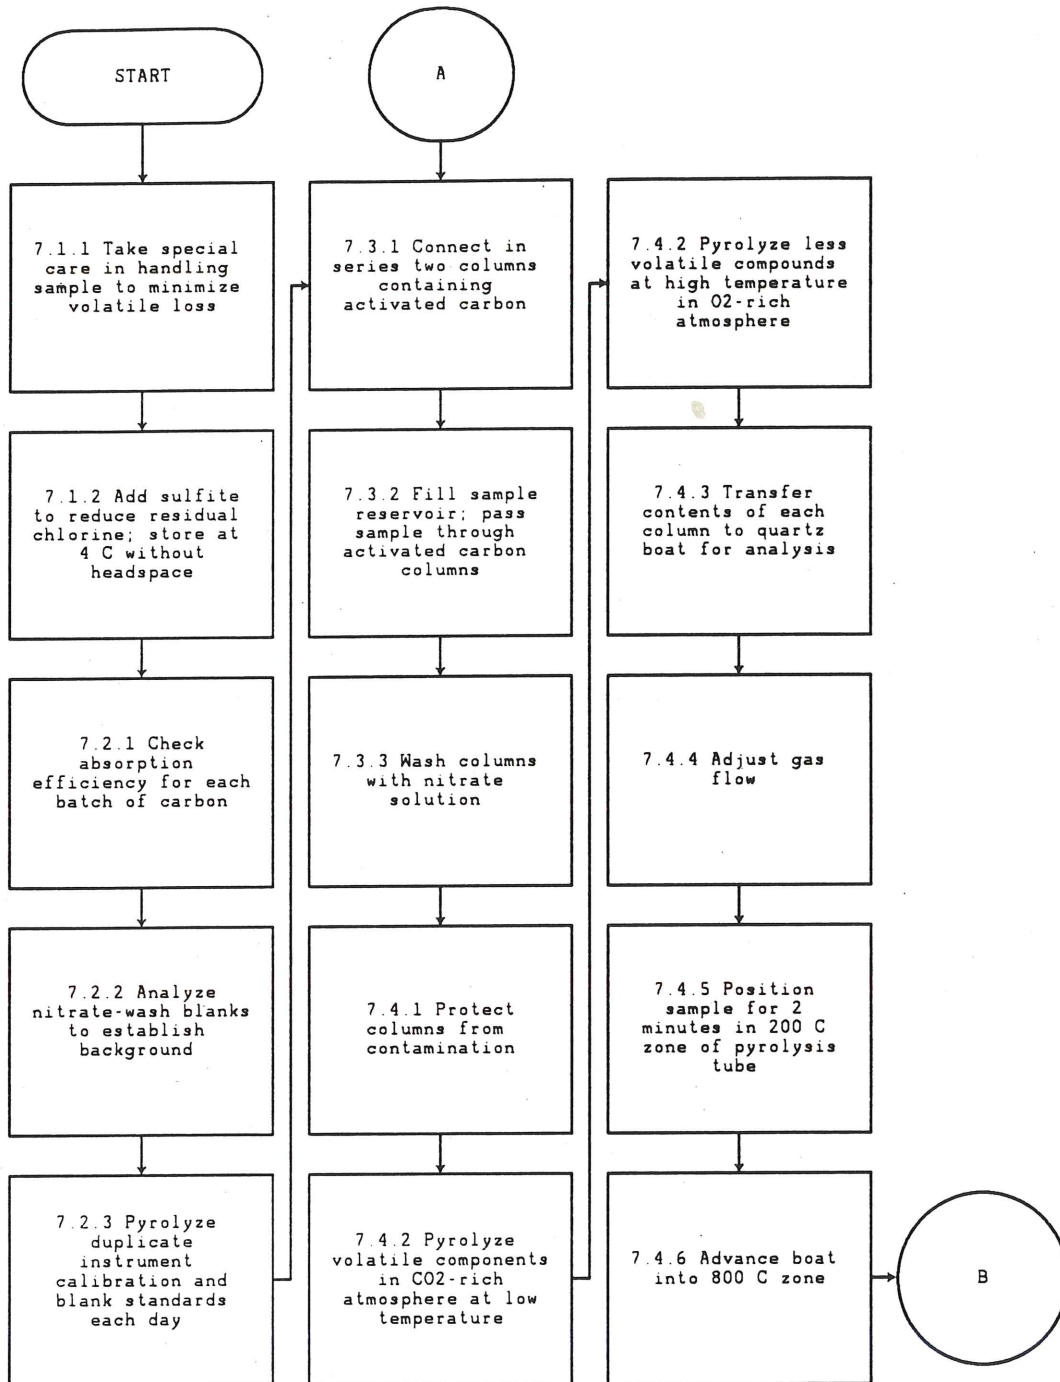 START
7.1.1 Take special
care in handling
sample to minimize
volatile loss
7.1.2 Add sulfite
to reduce residual
chlorine; store at
4 C without
headspace
7.2.1 Check
absorption
efficiency for each
batch of carbon
7.2.2 Analyze
nitrate-wash blanks
to establish
background
7.2.3 Pyrolyze
duplicate
instrument
calibration and
blank standards
each day
A
7.3.1 Connect in
series two columns
containing
activated carbon
7.3.2 Fill sample
reservoir; pass
sample through
activated carbon
columns
7.3.3 Wash columns
with nitrate
solution
7.4.1 Protect
columns from
contamination
7.4.2 Pyrolyze
volatile components
in CO2-rich
atmosphere at low
temperature
7.4.2 Pyrolyze less
volatile compounds
at high temperature
in O2-rich
atmosphere
7.4.3 Transfer
contents of each
column to quartz
boat for analysis
7.4.4 Adjust gas
flow
7.4.5 Position
sample for 2
minutes in 200 C
zone of pyrolysis
tube
7.4.6 Advance boat
into 800 C zone
B